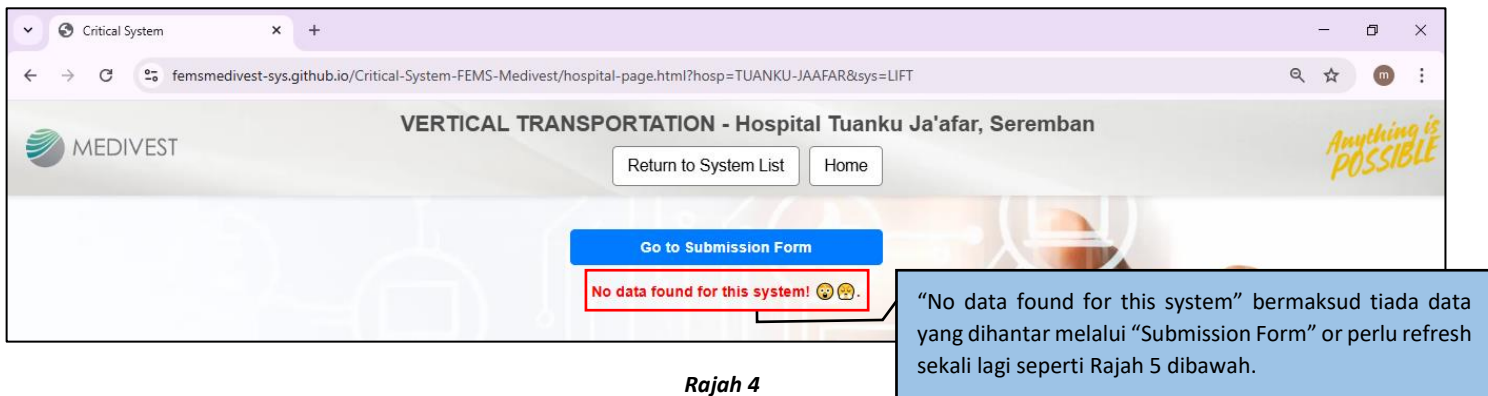 Critical System
femsmedivest-sys.github.io/Critical-System-FEMS-Medivest/hospital-page.html?hosp=TUANKU-JAAFAR&sys=LIFT
m
MEDIVEST
VERTICAL TRANSPORTATION - Hospital Tuanku Ja'afar, Seremban
Return to System List
Home
Anything is
POSSIBLE
Go to Submission Form
No data found for this system! 😮😤.
“No data found for this system” bermaksud tiada data
yang dihantar melalui “Submission Form” or perlu refresh
sekali lagi seperti Rajah 5 dibawah.
Rajah 4